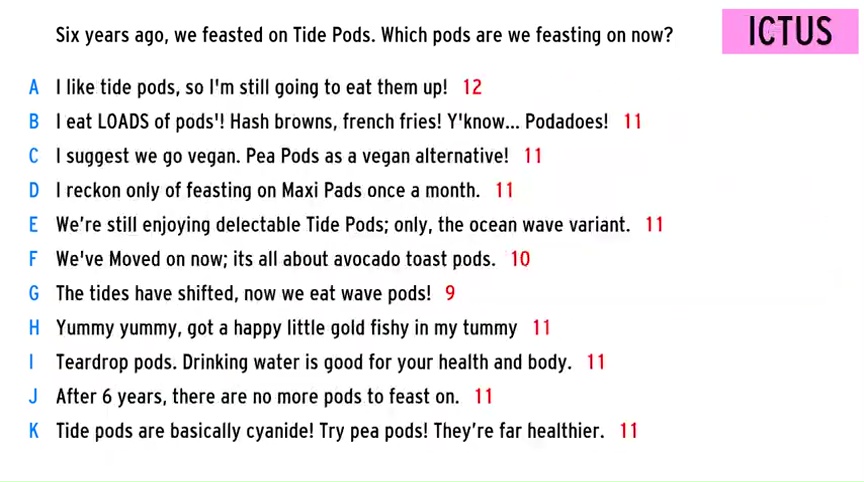 Six years ago, we feasted on Tide Pods. Which pods are we feasting on now?
ICTUS
A I like tide pods, so I'm still going to eat them up! 12
B I eat LOADS of pods'! Hash browns, french fries! Y'know... Podadoes! 11
C I suggest we go vegan. Pea Pods as a vegan alternative! 11
D I reckon only of feasting on Maxi Pads once a month. 11
E We're still enjoying delectable Tide Pods; only, the ocean wave variant. 11
F We've Moved on now; its all about avocado toast pods. 10
G The tides have shifted, now we eat wave pods! 9
H Yummy yummy, got a happy little gold fishy in my tummy 11
I Teardrop pods. Drinking water is good for your health and body. 11
J After 6 years, there are no more pods to feast on. 11
K Tide pods are basically cyanide! Try pea pods! They're far healthier. 11